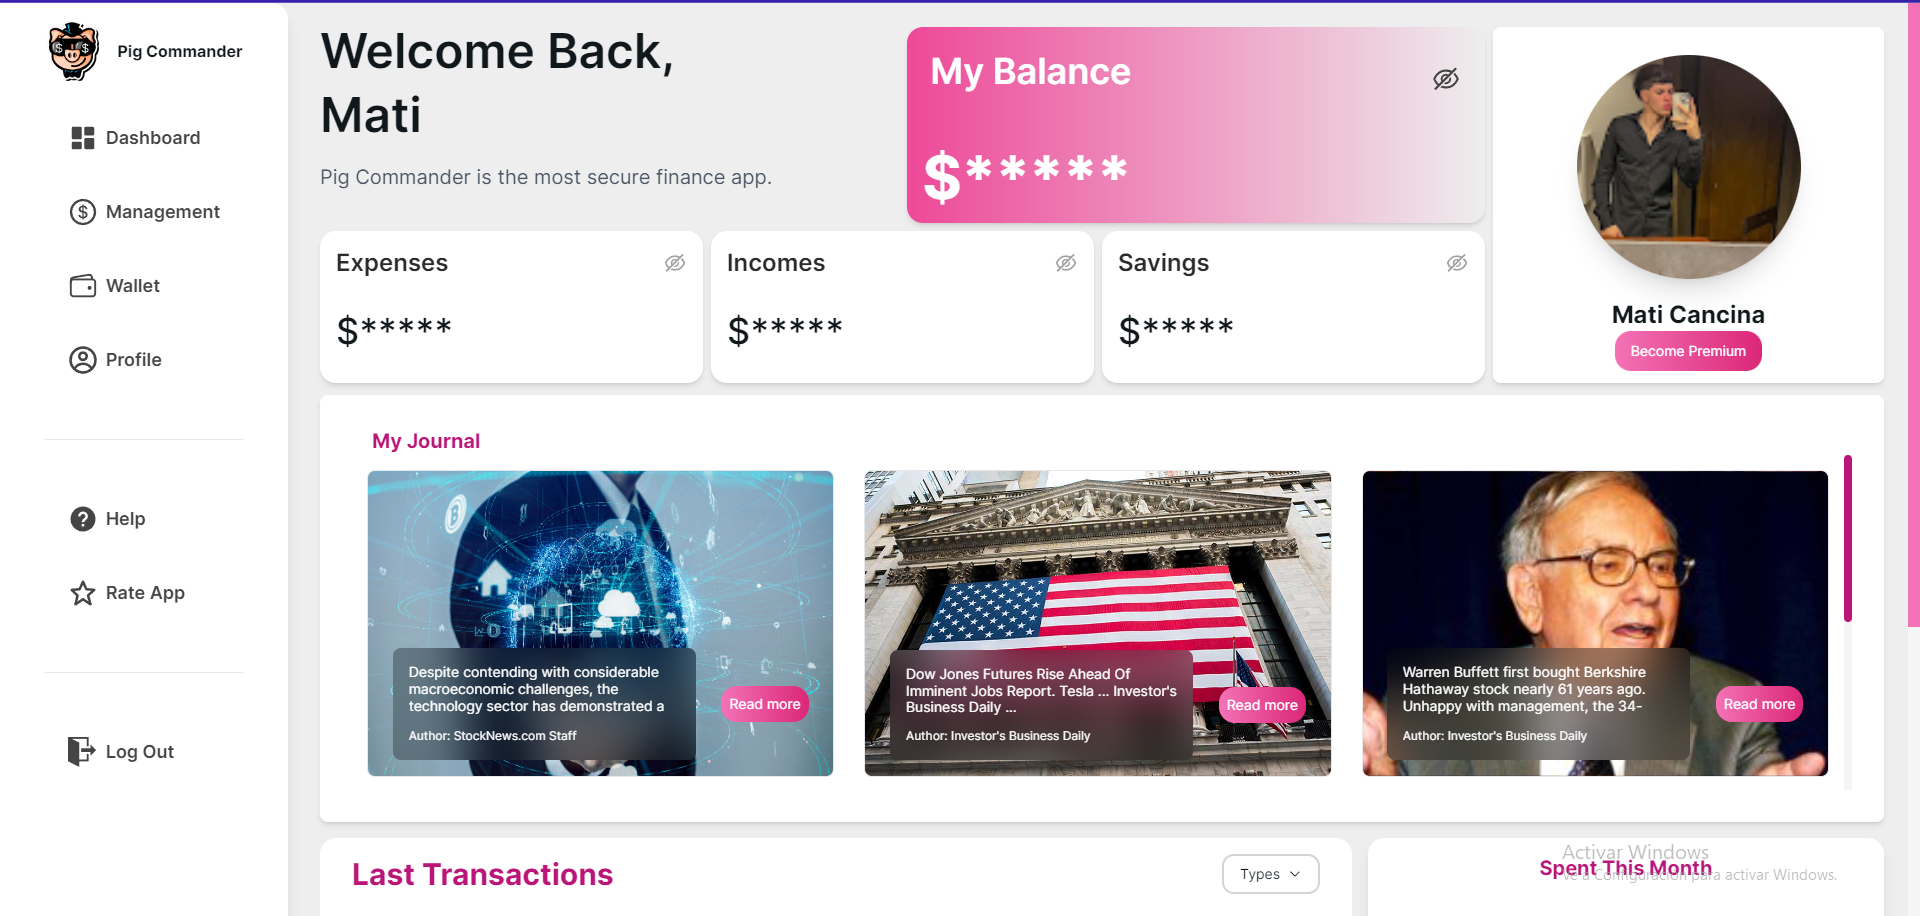 Pig Commander
Dashboard
Management
Wallet
Profile
Help
Rate App
Log Out
Welcome Back,
Mati
Pig Commander is the most secure finance app.
My Balance
$*****
Expenses
$*****
Incomes
$*****
Savings
$*****
Mati Cancina
Become Premium
My Journal
Despite contending with considerable
macroeconomic challenges, the
technology sector has demonstrated a
Author: StockNews.com Staff
Read more
Dow Jones Futures Rise Ahead Of
Imminent Jobs Report. Tesla ... Investor's
Business Daily ...
Author: Investor's Business Daily
Read more
Warren Buffett first bought Berkshire
Hathaway stock nearly 61 years ago.
Unhappy with management, the 34-
Author: Investor's Business Daily
Read more
Last Transactions
Types
Spent This Month
Activar Windows
Ve a Configuración para activar Windows.